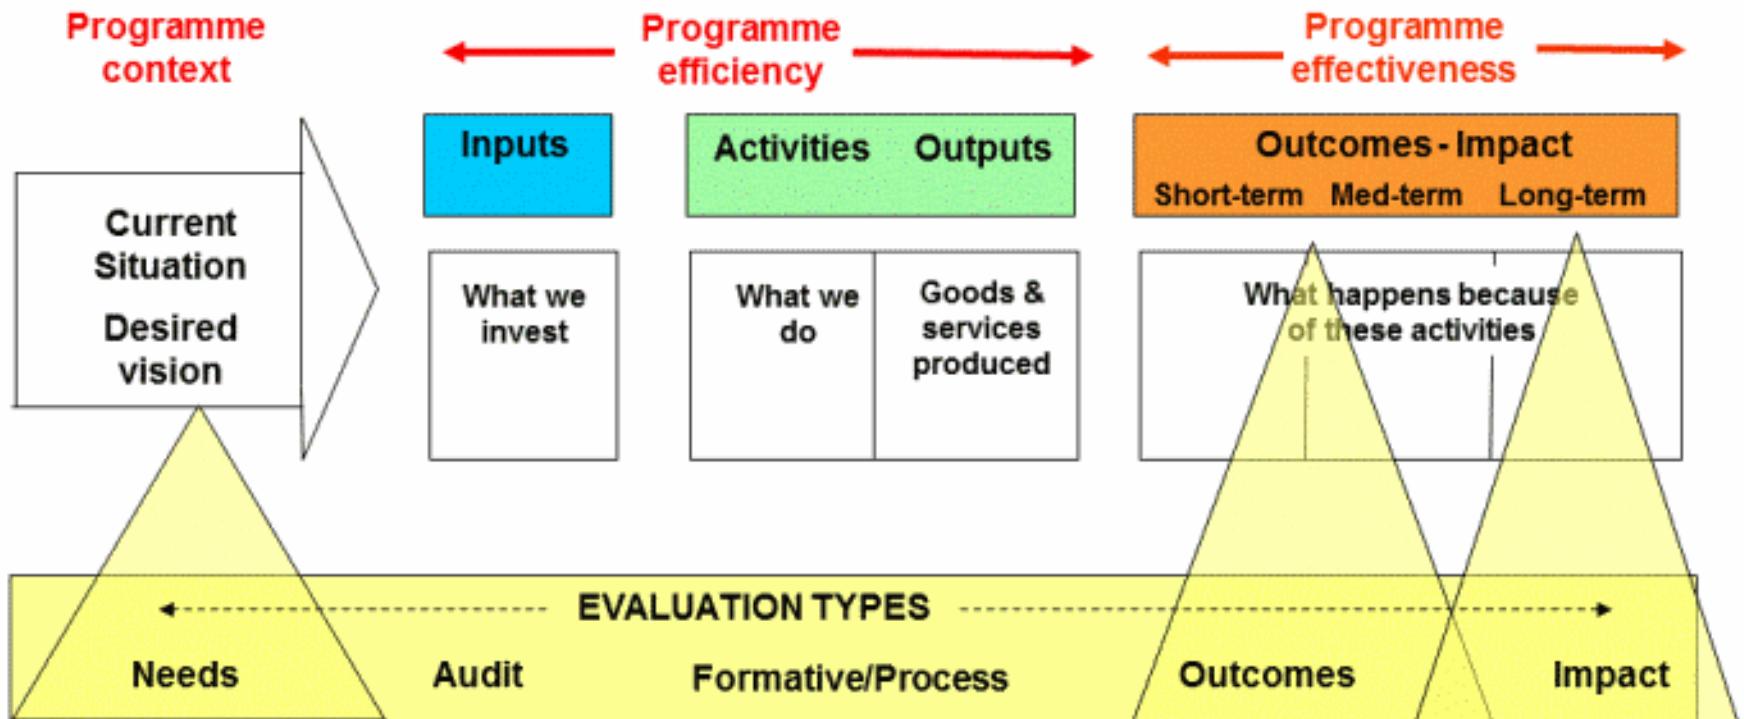 Programme
context
Programme
efficiency
Programme
effectiveness
Inputs
Activities Outputs
Outcomes - Impact
Short-term Med-term Long-term
Current
Situation
Desired
vision
What we
invest
What we
do
Goods &
services
produced
What happens because
of these activities
EVALUATION TYPES
Needs Audit Formative/Process Outcomes Impact